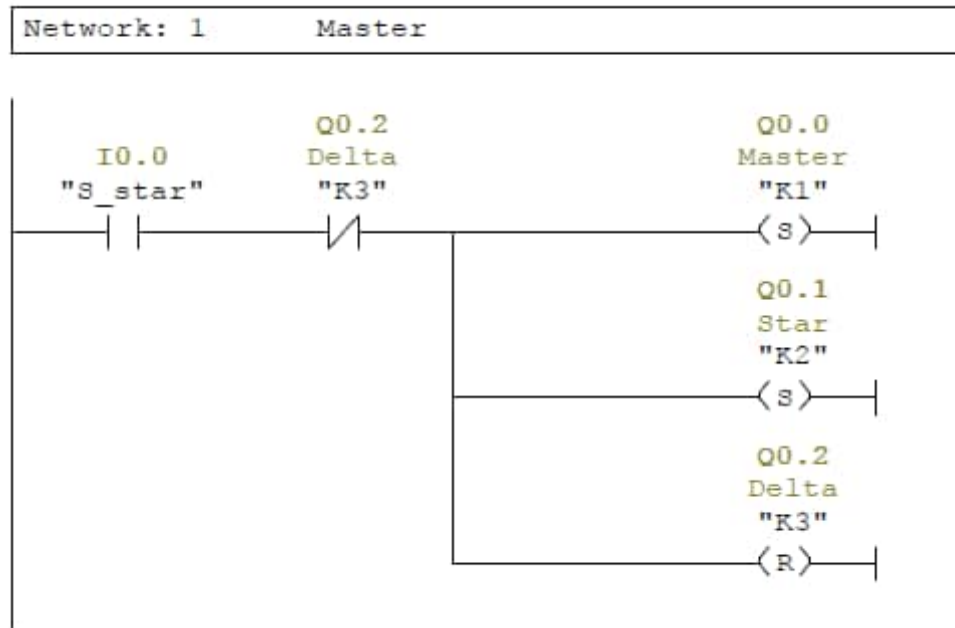 Network: 1 Master
Q0.2 Q0.0
I0.0 Delta Master
"S_star" "K3" "K1"
S
Q0.1
Star
"K2"
S
Q0.2
Delta
"K3"
R